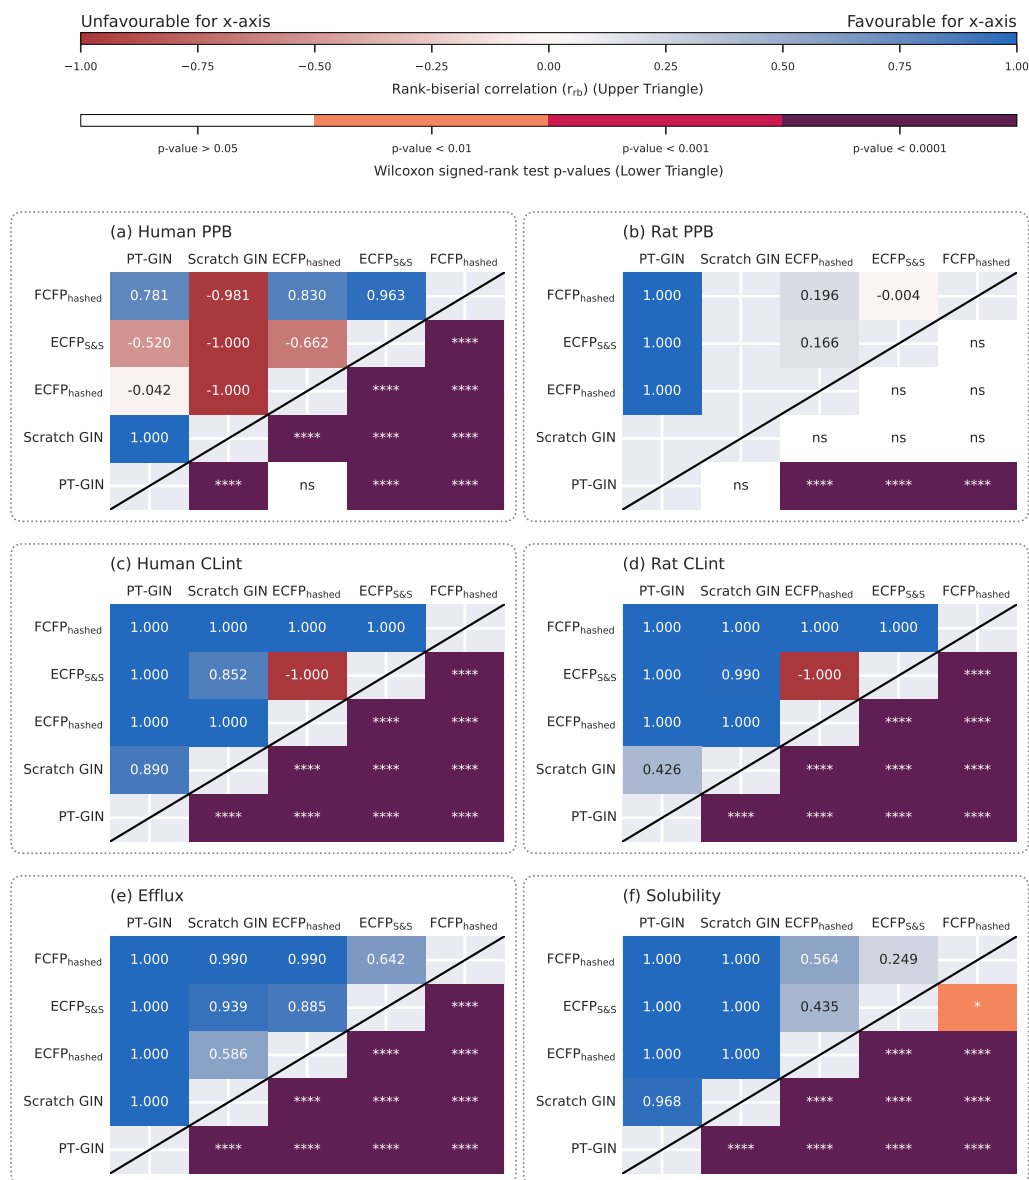 Unfavourable for x-axis Favourable for x-axis
−1.00 −0.75 −0.50 −0.25 0.00 0.25 0.50 0.75 1.00
Rank-biserial correlation (rrb) (Upper Triangle)
p-value > 0.05 p-value < 0.01 p-value < 0.001 p-value < 0.0001
Wilcoxon signed-rank test p-values (Lower Triangle)
(a) Human PPB
PT-GIN Scratch GIN ECFPhashed ECFPS&S FCFPhashed
FCFPhashed 0.781 -0.981 0.830 0.963
ECFPS&S -0.520 -1.000 -0.662 ****
ECFPhashed -0.042 -1.000 **** ****
Scratch GIN 1.000 **** **** ****
PT-GIN **** ns **** ****
(b) Rat PPB
PT-GIN Scratch GIN ECFPhashed ECFPS&S FCFPhashed
FCFPhashed 1.000 0.196 -0.004
ECFPS&S 1.000 0.166 ns
ECFPhashed 1.000 ns ns
Scratch GIN ns ns ns
PT-GIN ns **** **** ****
(c) Human CLint
PT-GIN Scratch GIN ECFPhashed ECFPS&S FCFPhashed
FCFPhashed 1.000 1.000 1.000 1.000
ECFPS&S 1.000 0.852 -1.000 ****
ECFPhashed 1.000 1.000 **** ****
Scratch GIN 0.890 **** **** ****
PT-GIN **** **** **** ****
(d) Rat CLint
PT-GIN Scratch GIN ECFPhashed ECFPS&S FCFPhashed
FCFPhashed 1.000 1.000 1.000 1.000
ECFPS&S 1.000 0.990 -1.000 ****
ECFPhashed 1.000 1.000 **** ****
Scratch GIN 0.426 **** **** ****
PT-GIN **** **** **** ****
(e) Efflux
PT-GIN Scratch GIN ECFPhashed ECFPS&S FCFPhashed
FCFPhashed 1.000 0.990 0.990 0.642
ECFPS&S 1.000 0.939 0.885 ****
ECFPhashed 1.000 0.586 **** ****
Scratch GIN 1.000 **** **** ****
PT-GIN **** **** **** ****
(f) Solubility
PT-GIN Scratch GIN ECFPhashed ECFPS&S FCFPhashed
FCFPhashed 1.000 1.000 0.564 0.249
ECFPS&S 1.000 1.000 0.435 *
ECFPhashed 1.000 1.000 **** ****
Scratch GIN 0.968 **** **** ****
PT-GIN **** **** **** ****